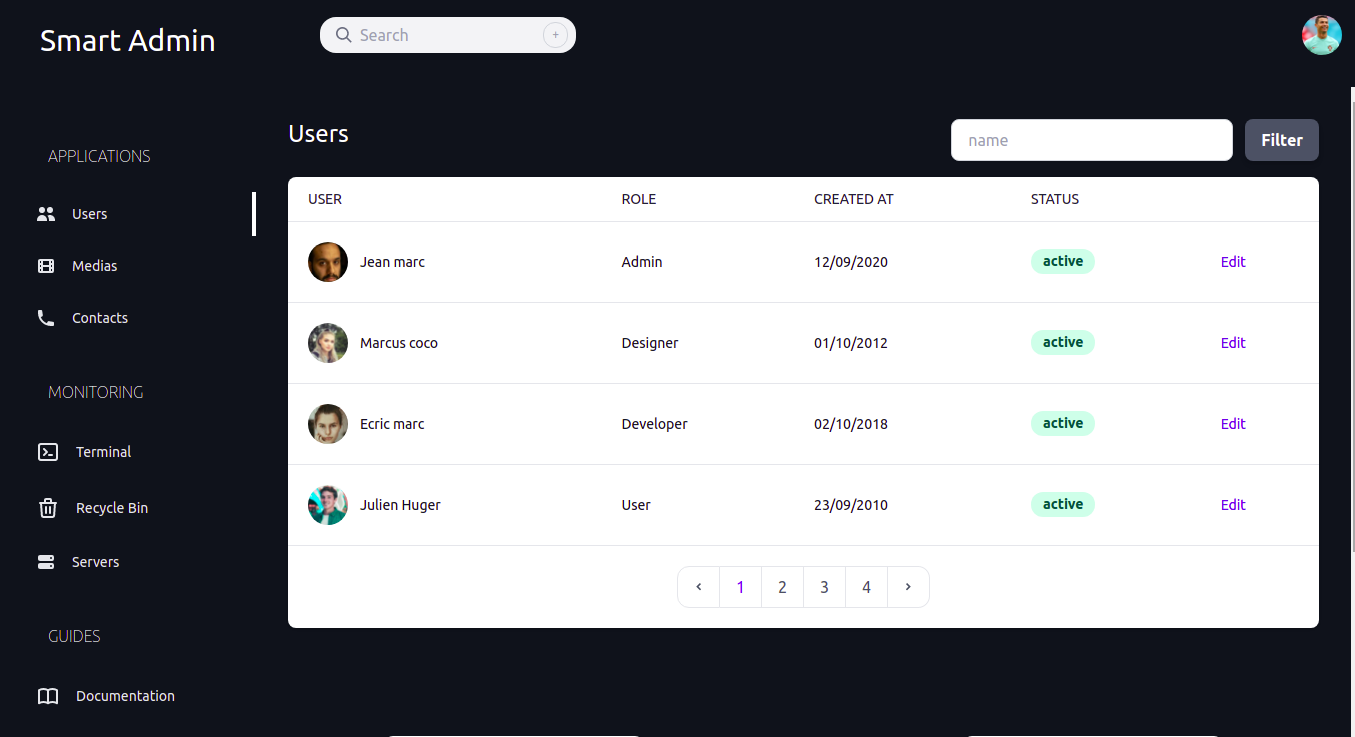 Smart Admin
Search
+
APPLICATIONS
Users
Medias
Contacts
MONITORING
Terminal
Recycle Bin
Servers
GUIDES
Documentation
Users
name
Filter
USER ROLE CREATED AT STATUS
Jean marc Admin 12/09/2020 active Edit
Marcus coco Designer 01/10/2012 active Edit
Ecric marc Developer 02/10/2018 active Edit
Julien Huger User 23/09/2010 active Edit
‹ 1 2 3 4 ›